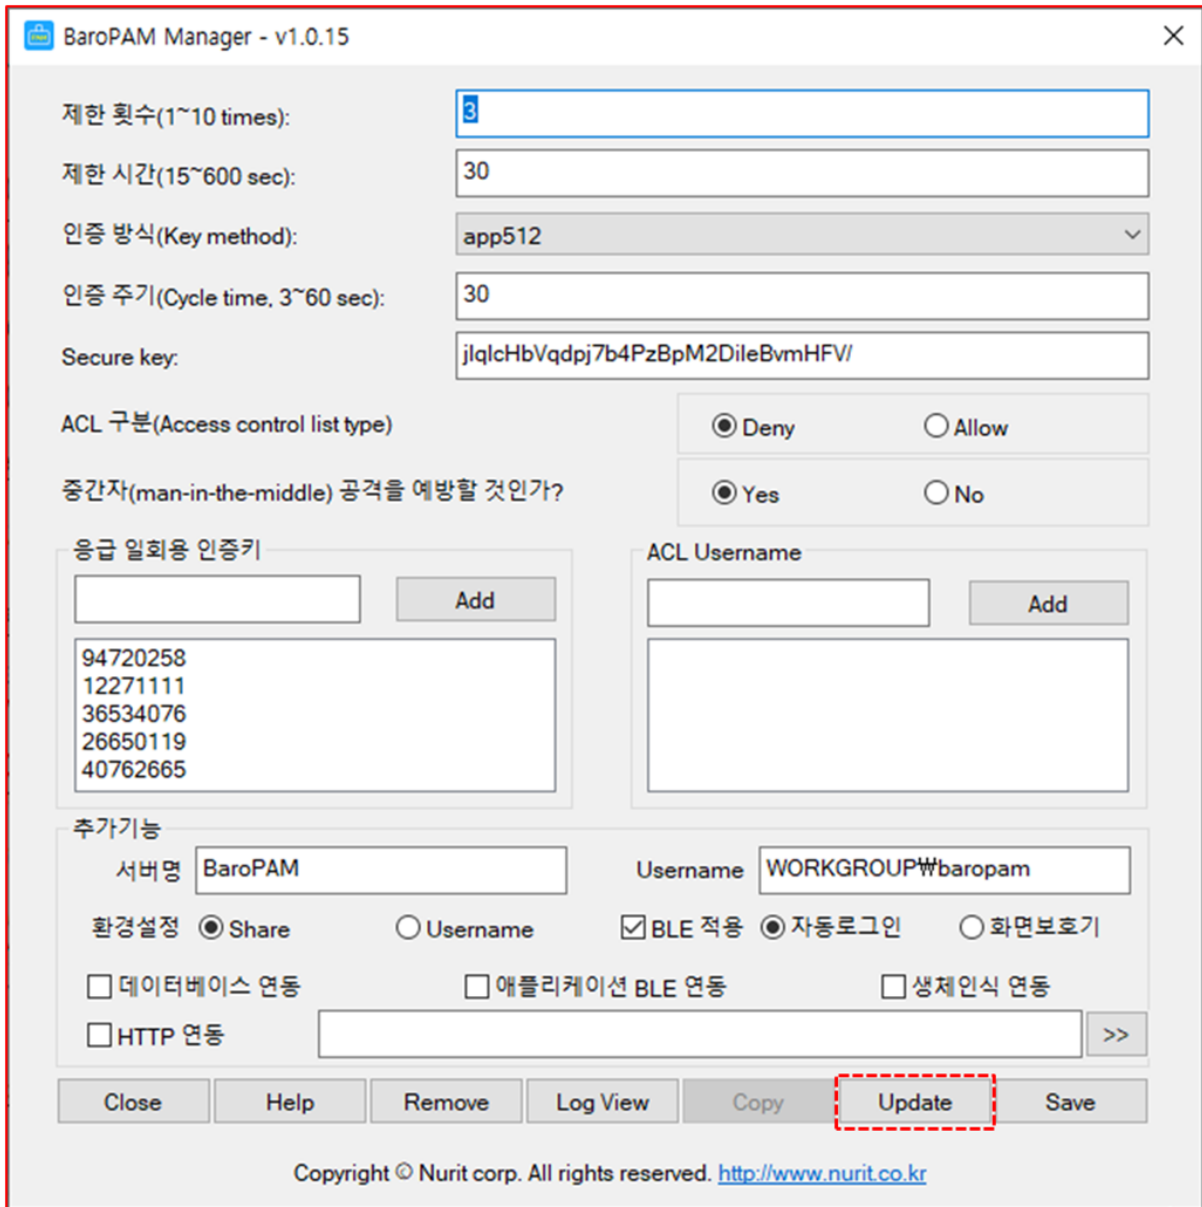 BaroPAM Manager - v1.0.15
제한 횟수(1~10 times): 3
제한 시간(15~600 sec): 30
인증 방식(Key method): app512
인증 주기(Cycle time, 3~60 sec): 30
Secure key: jIqIcHbVqdpj7b4PzBpM2DiIeBvmHFV/
ACL 구분(Access control list type) Deny Allow
중간자(man-in-the-middle) 공격을 예방할 것인가? Yes No
응급 일회용 인증키
Add
94720258
12271111
36534076
26650119
40762665
ACL Username
Add
추가기능
서버명 BaroPAM Username WORKGROUP₩baropam
환경설정 Share Username BLE 적용 자동로그인 화면보호기
데이터베이스 연동 애플리케이션 BLE 연동 생체인식 연동
HTTP 연동 >>
Close Help Remove Log View Copy Update Save
Copyright © Nurit corp. All rights reserved. http://www.nurit.co.kr